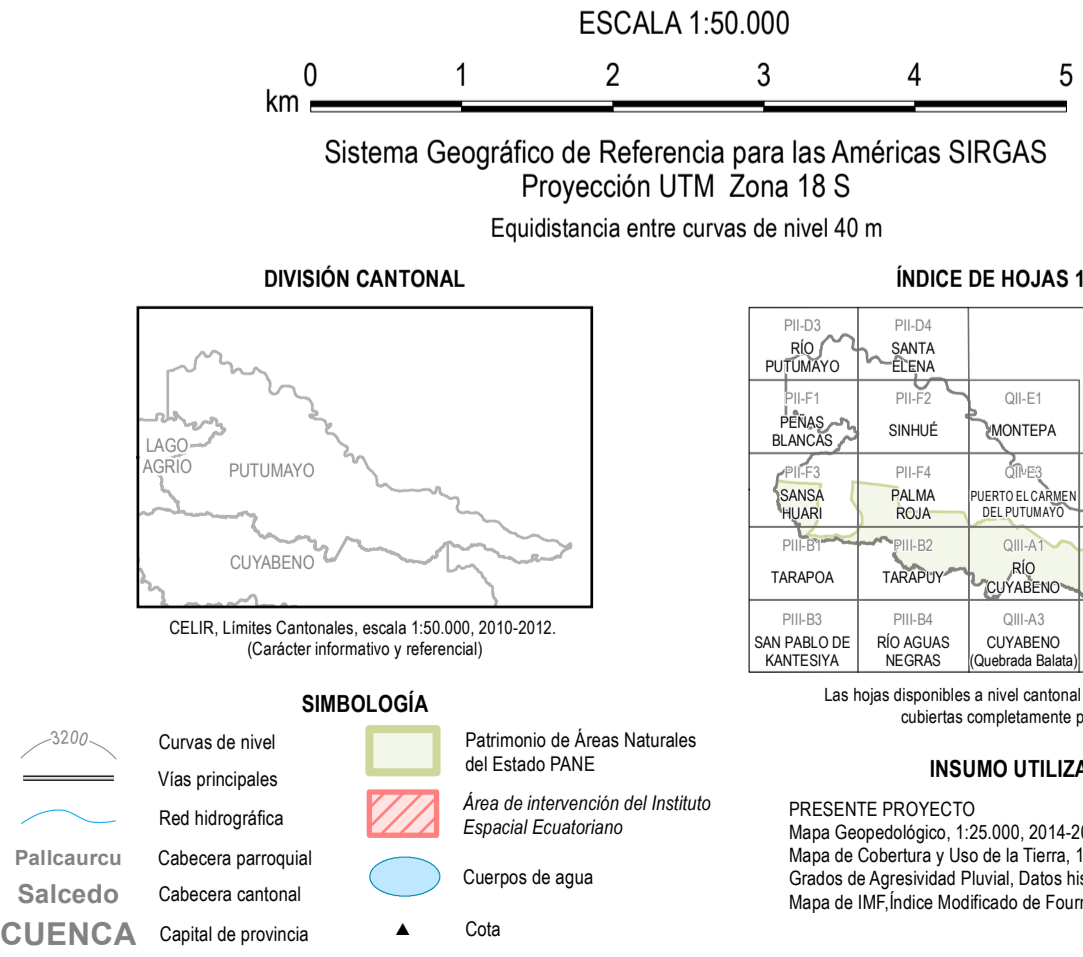 ESCALA 1:50.000
0 1 2 3 4 5
km
Sistema Geográfico de Referencia para las Américas SIRGAS
Proyección UTM Zona 18 S
Equidistancia entre curvas de nivel 40 m
DIVISIÓN CANTONAL
LAGO
AGRIO
PUTUMAYO
CUYABENO
CELIR, Límites Cantonales, escala 1:50.000, 2010-2012.
(Carácter informativo y referencial)
ÍNDICE DE HOJAS 1
PII-D3
RÍO
PUTUMAYO
PII-D4
SANTA
ELENA
PII-F1
PEÑAS
BLANCAS
PII-F2
SINHUÉ
QII-E1
MONTEPA
PII-F3
SANSA
HUARI
PII-F4
PALMA
ROJA
QII-E3
PUERTO EL CARMEN
DEL PUTUMAYO
PIII-B1
TARAPOA
PIII-B2
TARAPUY
QIII-A1
RÍO
CUYABENO
PIII-B3
SAN PABLO DE
KANTESIYA
PIII-B4
RÍO AGUAS
NEGRAS
QIII-A3
CUYABENO
(Quebrada Balata)
Las hojas disponibles a nivel cantonal
cubiertas completamente p
SIMBOLOGÍA
3200
Curvas de nivel
Vías principales
Red hidrográfica
Pallcaurcu
Cabecera parroquial
Salcedo
Cabecera cantonal
CUENCA
Capital de provincia
Patrimonio de Áreas Naturales
del Estado PANE
Área de intervención del Instituto
Espacial Ecuatoriano
Cuerpos de agua
Cota
INSUMO UTILIZA
PRESENTE PROYECTO
Mapa Geopedológico, 1:25.000, 2014-20
Mapa de Cobertura y Uso de la Tierra, 1
Grados de Agresividad Pluvial, Datos his
Mapa de IMF,Índice Modificado de Fourn